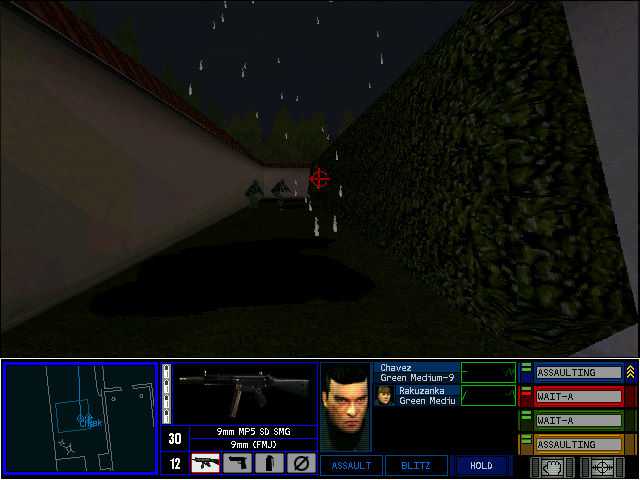 Chavez
Green Medium-9
Rakuzanka
Green Mediu
ASSAULTING
WAIT-A
WAIT-A
ASSAULTING
30
9mm MP5 SD SMG
9mm (FMJ)
12
ASSAULT
BLITZ
HOLD